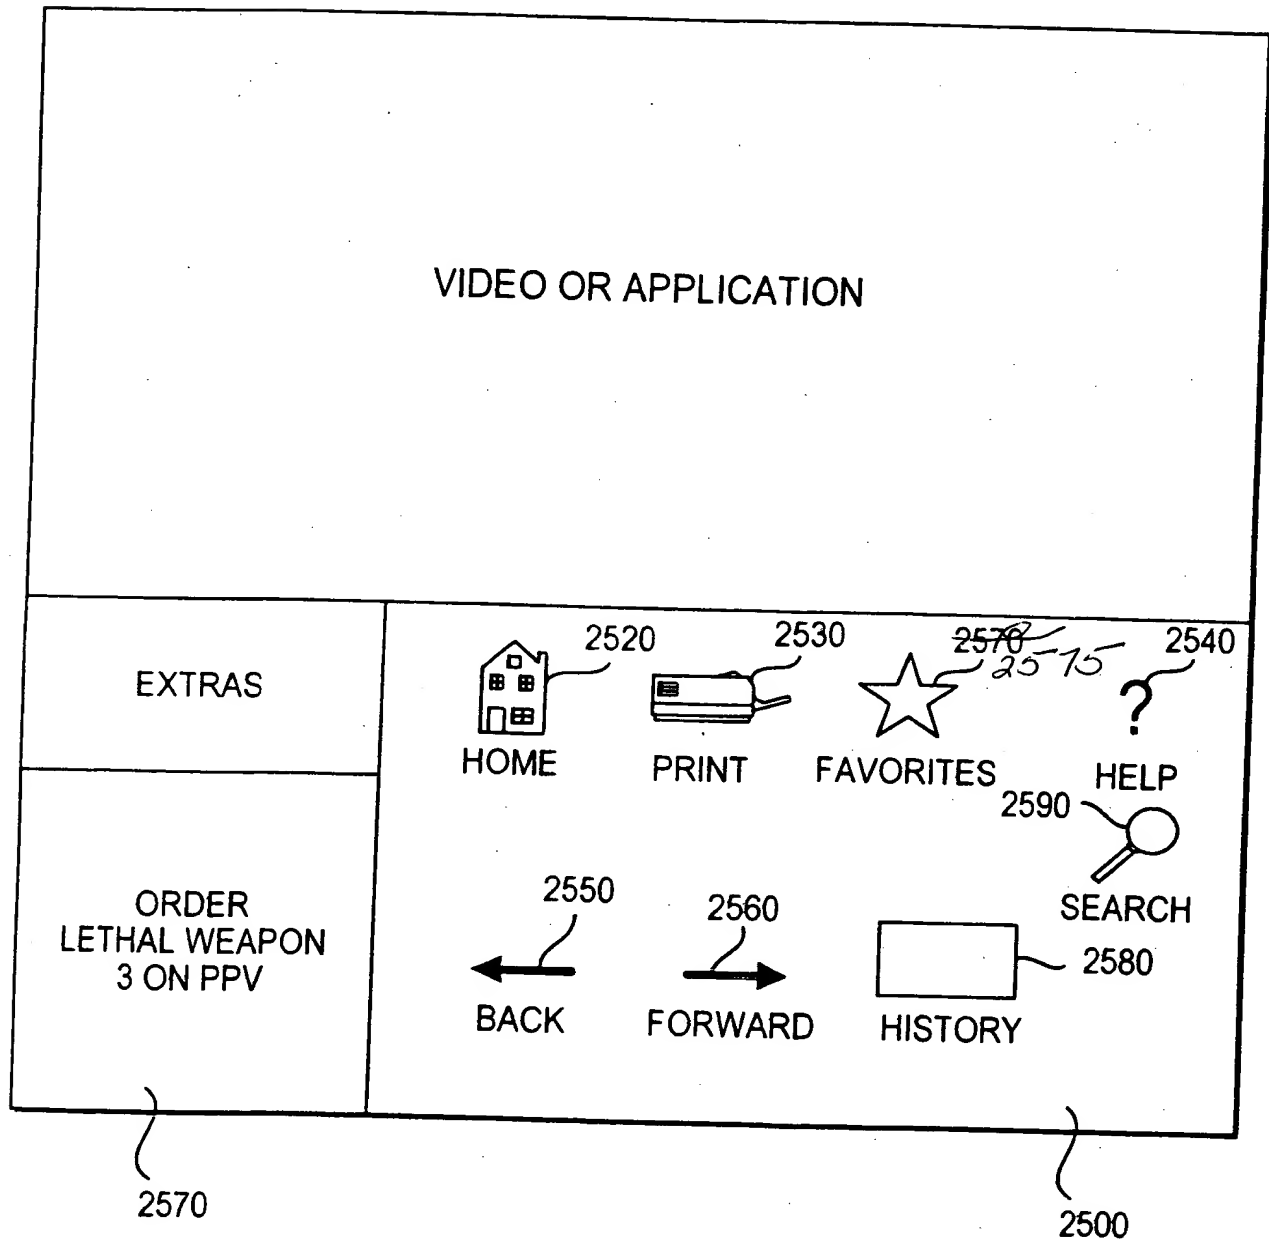 VIDEO OR APPLICATION
EXTRAS
2520
2530
2570
2575
2540
HOME
PRINT
FAVORITES
HELP
2590
SEARCH
ORDER
LETHAL WEAPON
3 ON PPV
2550
2560
2580
BACK
FORWARD
HISTORY
2570
2500